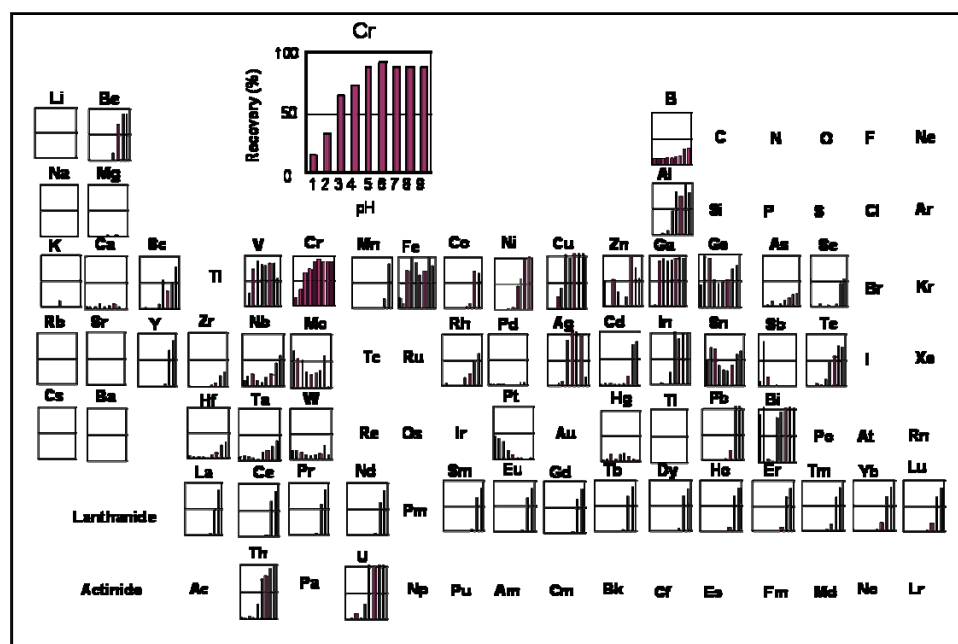 Cr
100
Recovery (%)
50
0
1 2 3 4 5 6 7 8 9
pH
Li Be B
C N O F Ne
Na Mg Al
Si P S Cl Ar
K Ca Sc V Cr Mn Fe Co Ni Cu Zn Ga Ge As Se
Ti Br Kr
Rb Sr Y Zr Nb Mo Rh Pd Ag Cd In Sn Sb Te
Tc Ru I Xe
Cs Ba Hf Ta W Pt Hg Tl Pb Bi
Re Os Ir Au Po At Rn
La Ce Pr Nd Sm Eu Gd Tb Dy Ho Er Tm Yb Lu
Lanthanide Pm
Th U
Actinide Ac Pa Np Pu Am Cm Bk Cf Es Fm Md No Lr